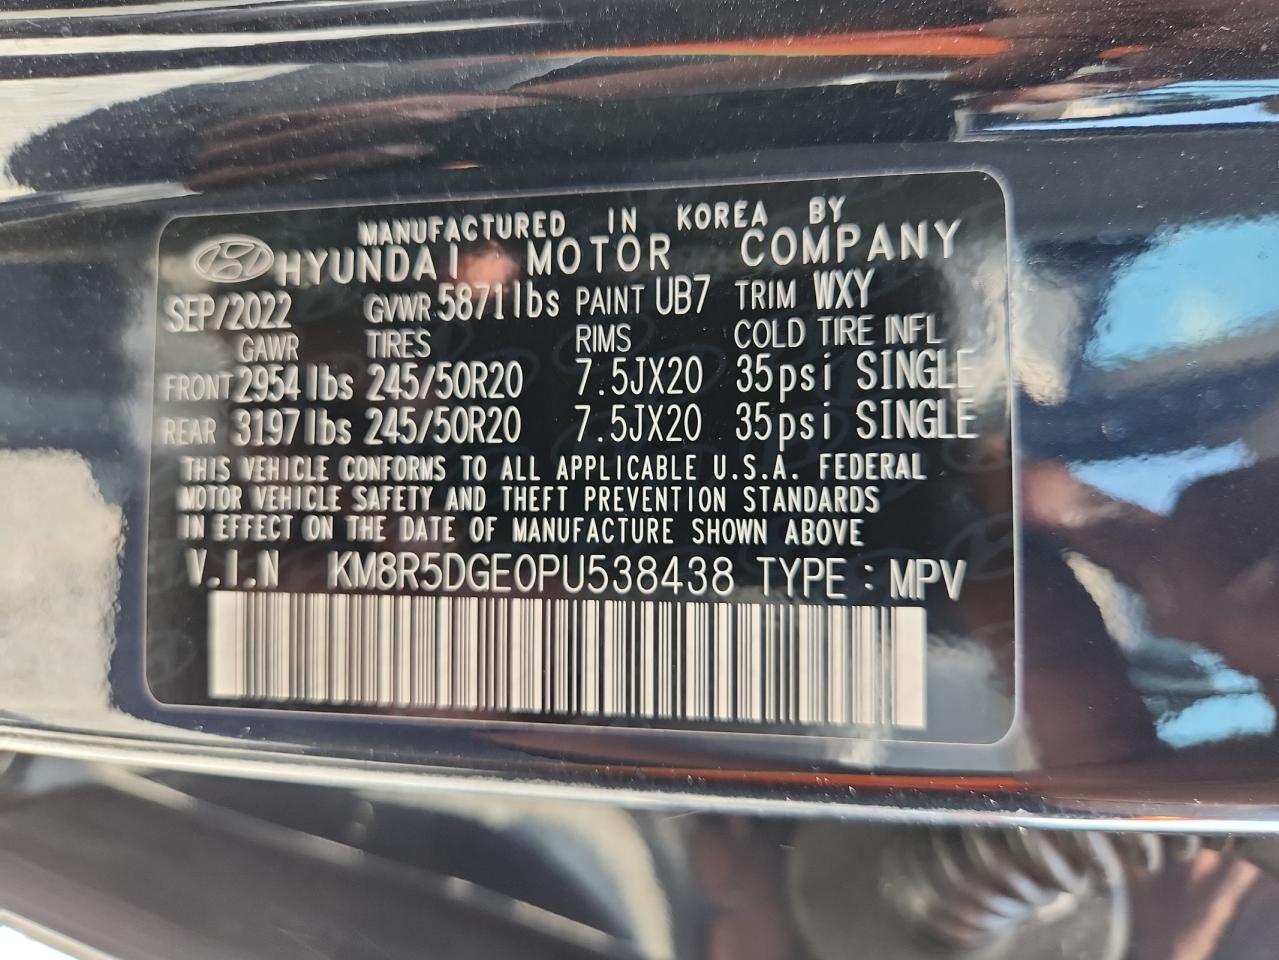 MANUFACTURED IN KOREA BY
HYUNDAI MOTOR COMPANY
SEP/2022 GVWR 5871lbs PAINT UB7 TRIM WXY
GAWR TIRES RIMS COLD TIRE INFL
FRONT 2954lbs 245/50R20 7.5JX20 35psi SINGLE
REAR 3197lbs 245/50R20 7.5JX20 35psi SINGLE
THIS VEHICLE CONFORMS TO ALL APPLICABLE U.S.A. FEDERAL
MOTOR VEHICLE SAFETY AND THEFT PREVENTION STANDARDS
IN EFFECT ON THE DATE OF MANUFACTURE SHOWN ABOVE
V.I.N KM8R5DGE0PU538438 TYPE : MPV